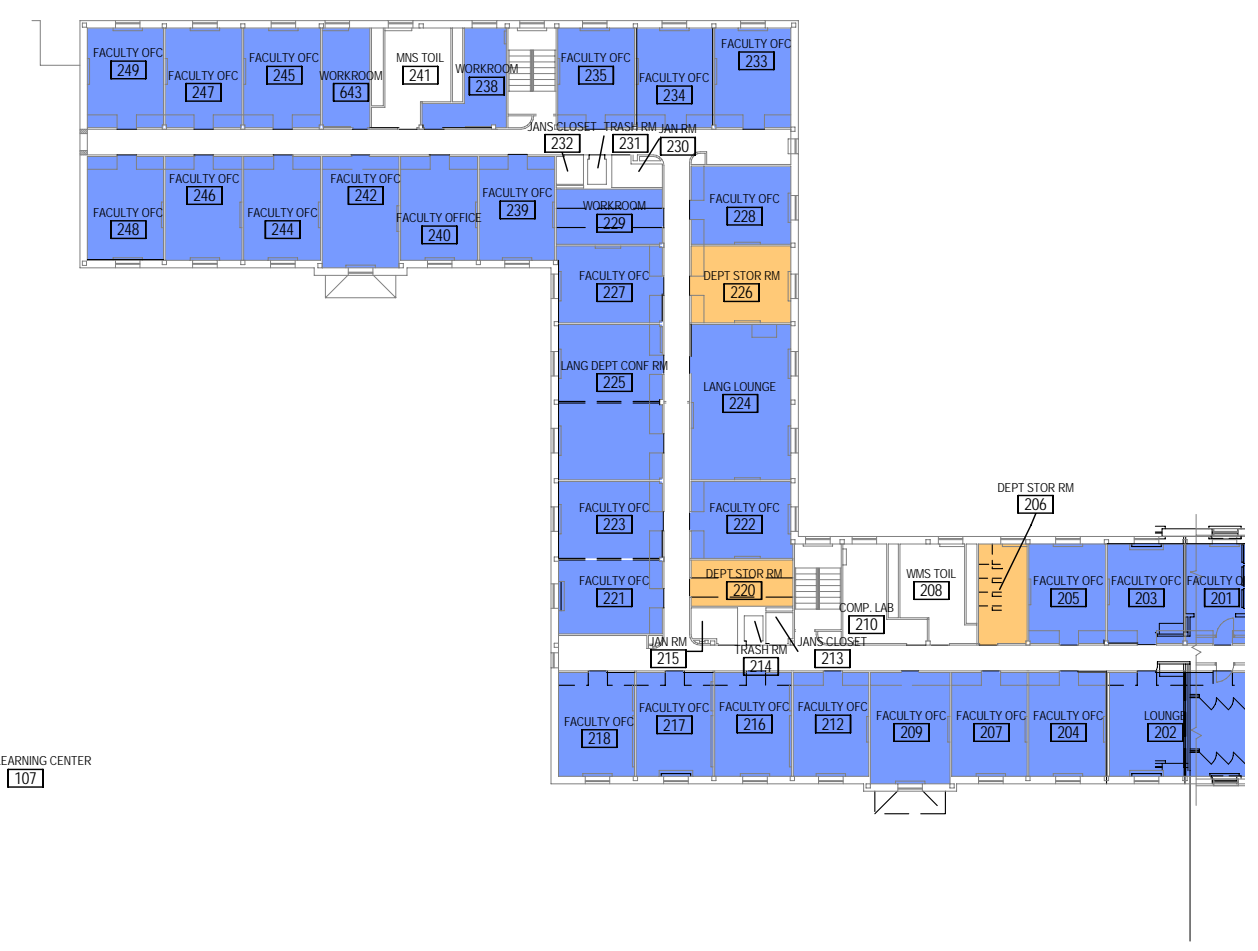 FACULTY OFC
249
FACULTY OFC
247
FACULTY OFC
245
WORKROOM
643
MNS TOIL
241
WORKROOM
238
FACULTY OFC
235
FACULTY OFC
234
FACULTY OFC
233
JANS CLOSET
232
TRASH RM
231
JAN RM
230
FACULTY OFC
248
FACULTY OFC
246
FACULTY OFC
244
FACULTY OFC
242
FACULTY OFFICE
240
FACULTY OFC
239
WORKROOM
229
FACULTY OFC
228
FACULTY OFC
227
DEPT STOR RM
226
LANG DEPT CONF RM
225
LANG LOUNGE
224
FACULTY OFC
223
FACULTY OFC
222
DEPT STOR RM
206
FACULTY OFC
221
DEPT STOR RM
220
COMP. LAB
210
WMS TOIL
208
FACULTY OFC
205
FACULTY OFC
203
FACULTY O
201
JAN RM
215
TRASH RM
214
JANS CLOSET
213
FACULTY OFC
218
FACULTY OFC
217
FACULTY OFC
216
FACULTY OFC
212
FACULTY OFC
209
FACULTY OFC
207
FACULTY OFC
204
LOUNGE
202
EARNING CENTER
107